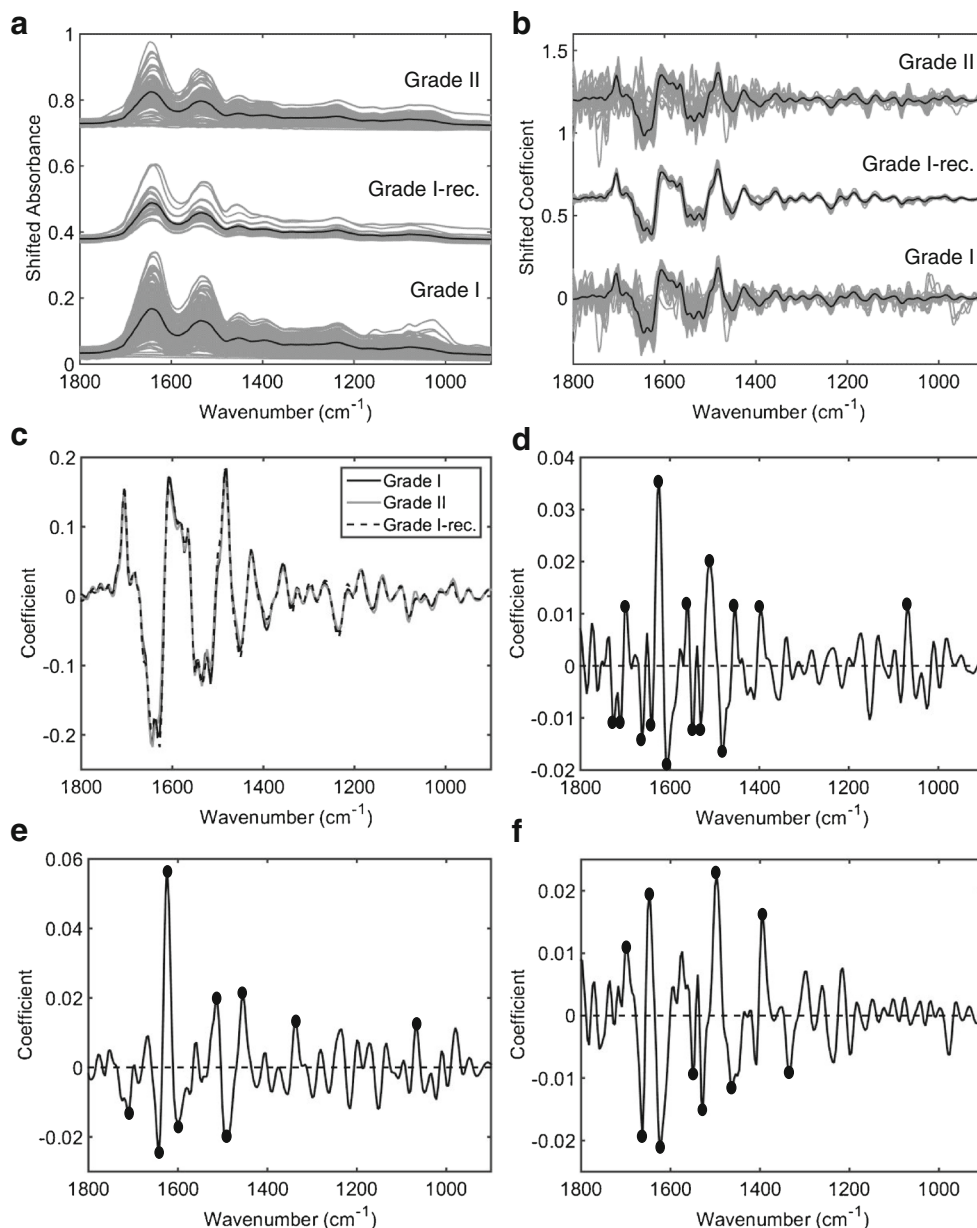 a
1
0.8
0.6
0.4
0.2
0
Shifted Absorbance
Grade II
Grade I-rec.
Grade I
1800 1600 1400 1200 1000
Wavenumber (cm⁻¹)
b
1.5
1
0.5
0
Shifted Coefficient
Grade II
Grade I-rec.
Grade I
1800 1600 1400 1200 1000
Wavenumber (cm⁻¹)
c
0.2
0.1
0
-0.1
-0.2
Coefficient
Grade I
Grade II
Grade I-rec.
1800 1600 1400 1200 1000
Wavenumber (cm⁻¹)
d
0.04
0.03
0.02
0.01
0
-0.01
-0.02
Coefficient
1800 1600 1400 1200 1000
Wavenumber (cm⁻¹)
e
0.06
0.04
0.02
0
-0.02
Coefficient
1800 1600 1400 1200 1000
Wavenumber (cm⁻¹)
f
0.02
0.01
0
-0.01
-0.02
Coefficient
1800 1600 1400 1200 1000
Wavenumber (cm⁻¹)